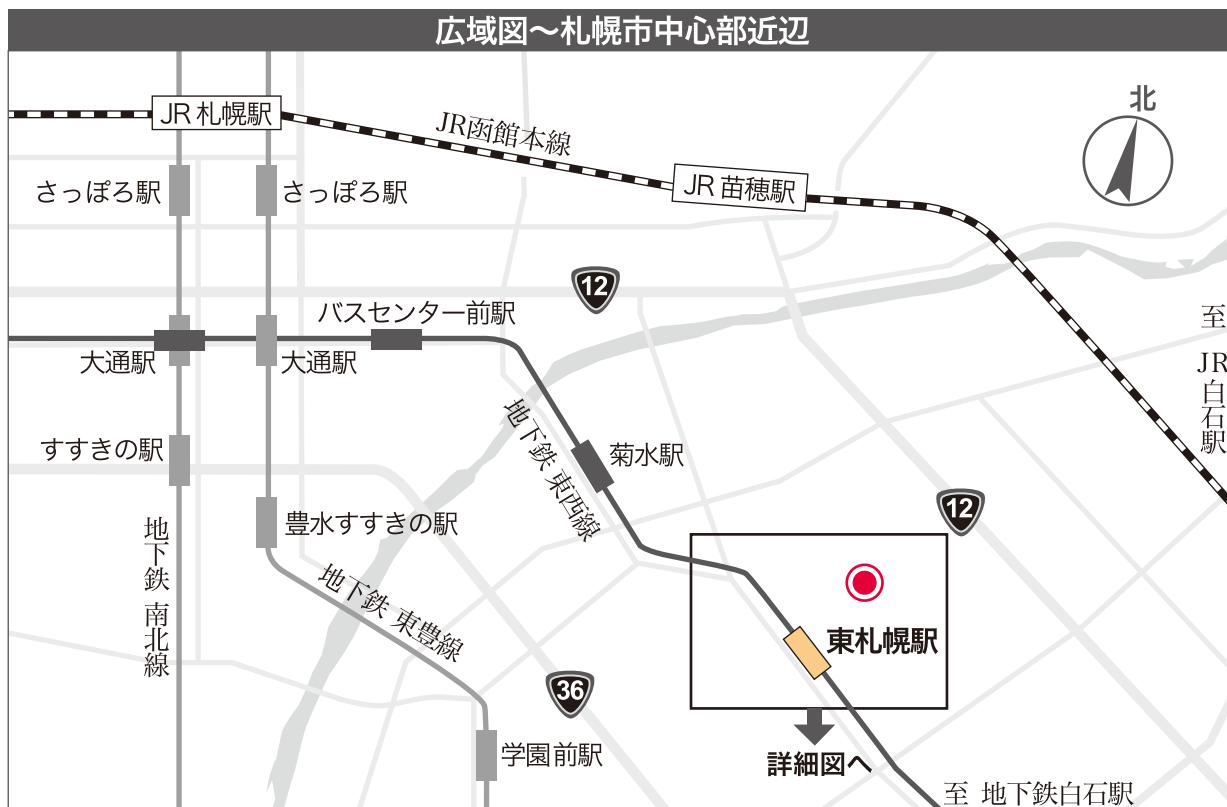 広域図～札幌市中心部近辺
北
JR 札幌駅
JR函館本線
JR 苗穂駅
さっぽろ駅
さっぽろ駅
12
バスセンター前駅
至 JR白石駅
大通駅
大通駅
地下鉄 東西線
すすきの駅
菊水駅
12
豊水すすきの駅
地下鉄 南北線
地下鉄 東豊線
東札幌駅
36
学園前駅
詳細図へ
至 地下鉄白石駅